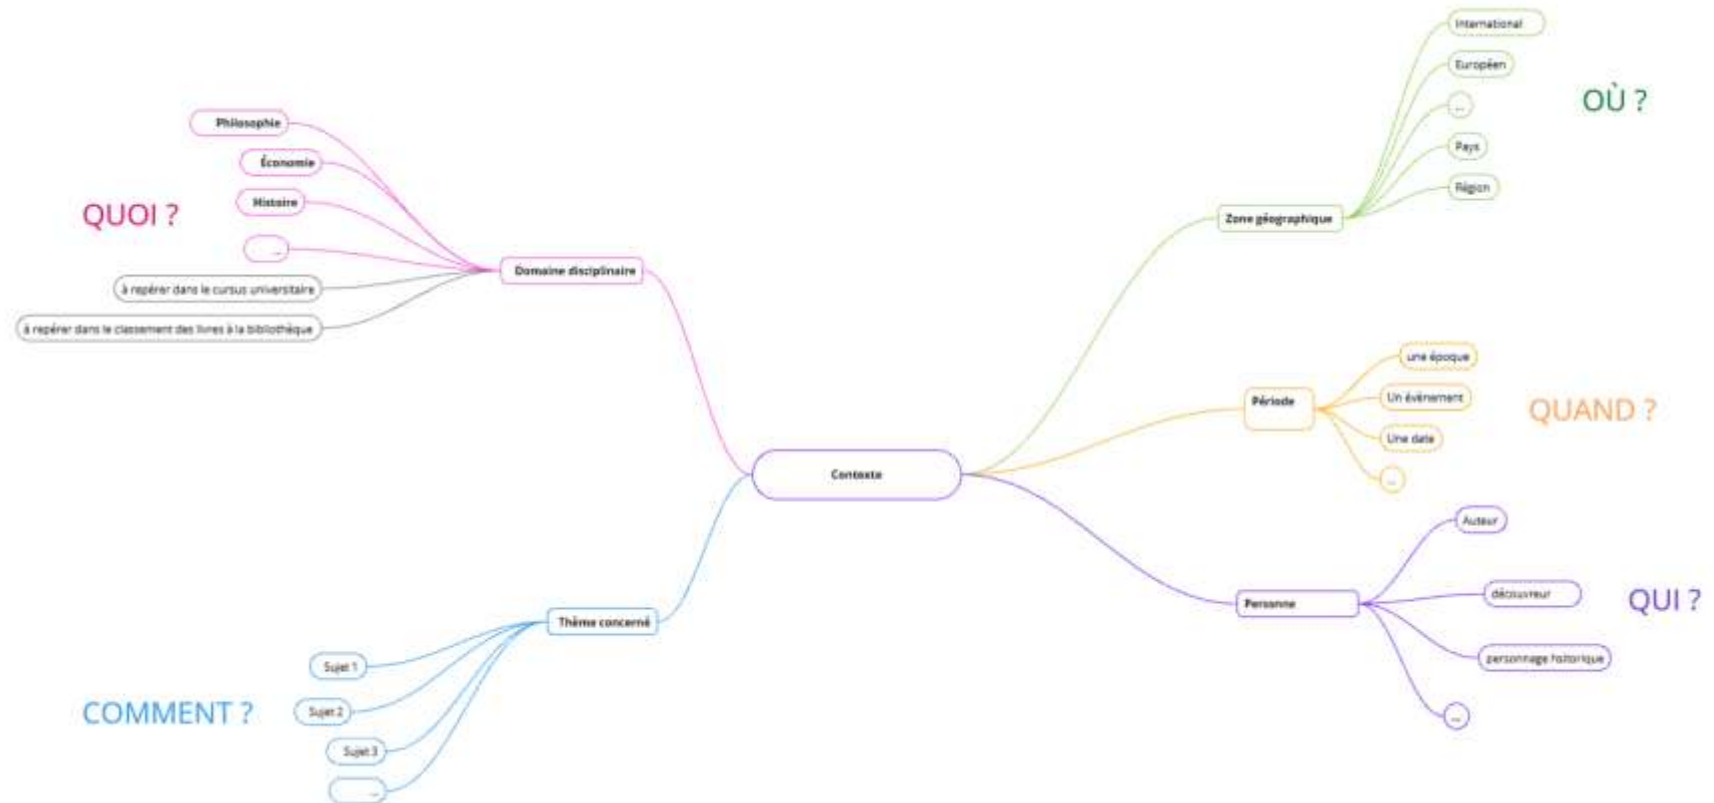 QUOI ?
Philosophie
Économie
Histoire
...
à repérer dans le cursus universitaire
à repérer dans le classement des livres à la bibliothèque
Domaine disciplinaire
COMMENT ?
Thème concerné
Sujet 1
Sujet 2
Sujet 3
...
Contexte
OÙ ?
Zone géographique
International
Européen
...
Pays
Région
QUAND ?
Période
une époque
Un évènement
Une date
...
QUI ?
Personne
Auteur
découvreur
personnage hsitorique
...